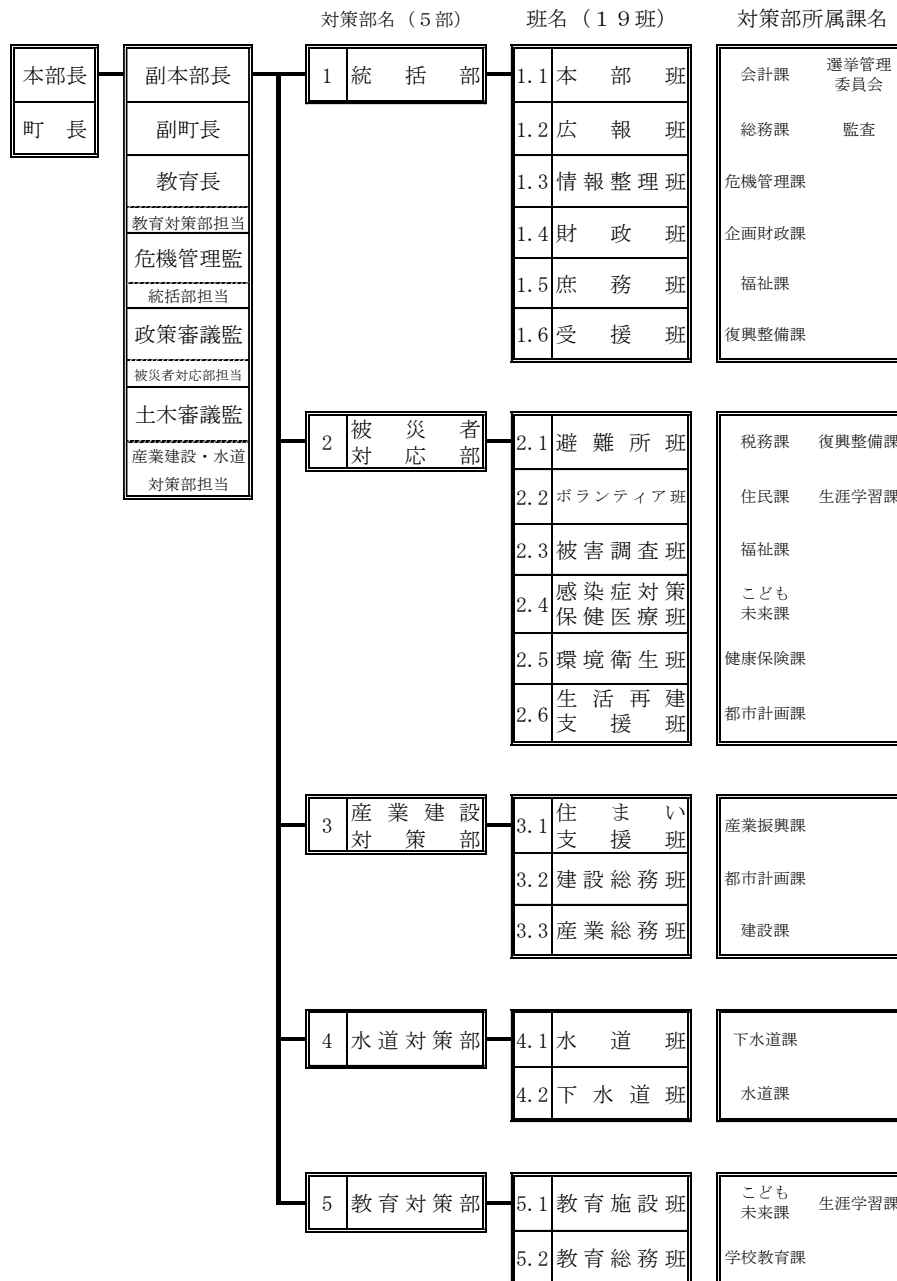 対策部名（５部） 班名（１９班） 対策部所属課名
本部長 副本部長 1 統括部 1.1 本部班 会計課 選挙管理
委員会
町長 副町長 1.2 広報班 総務課 監査
教育長 1.3 情報整理班 危機管理課
教育対策部担当
危機管理監 1.4 財政班 企画財政課
統括部担当 1.5 庶務班 福祉課
政策審議監 1.6 受援班 復興整備課
被災者対応部担当
土木審議監
産業建設・水道
対策部担当
2 被災者
対応部 2.1 避難所班 税務課 復興整備課
2.2 ボランティア班 住民課 生涯学習課
2.3 被害調査班 福祉課
2.4 感染症対策
保健医療班 こども
未来課
2.5 環境衛生班 健康保険課
2.6 生活再建
支援班 都市計画課
3 産業建設
対策部 3.1 住まい
支援班 産業振興課
3.2 建設総務班 都市計画課
3.3 産業総務班 建設課
4 水道対策部 4.1 水道班 下水道課
4.2 下水道班 水道課
5 教育対策部 5.1 教育施設班 こども
未来課 生涯学習課
5.2 教育総務班 学校教育課